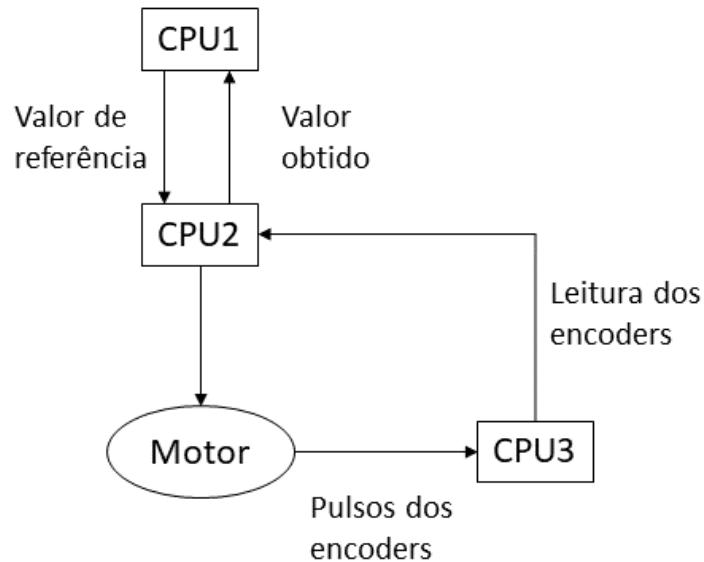 CPU1
Valor de
referência
Valor
obtido
CPU2
Leitura dos
encoders
Motor
CPU3
Pulsos dos
encoders